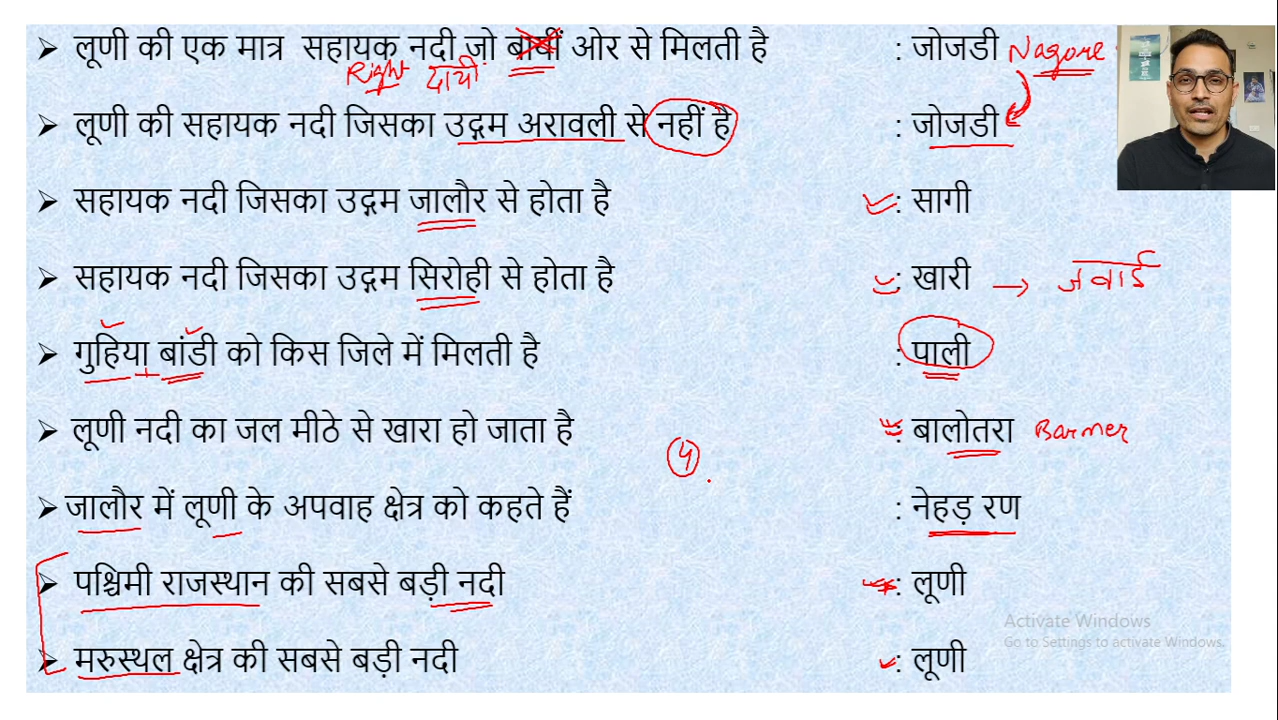 ➤ लूणी की एक मात्र सहायक नदी जो बांयीं ओर से मिलती है : जोजडी Nagore
Right दायी
➤ लूणी की सहायक नदी जिसका उद्गम अरावली से नहीं है : जोजडी
➤ सहायक नदी जिसका उद्गम जालौर से होता है : सागी
➤ सहायक नदी जिसका उद्गम सिरोही से होता है : खारी → जवाई
➤ गुहिया बांडी को किस जिले में मिलती है : पाली
➤ लूणी नदी का जल मीठे से खारा हो जाता है : बालोतरा Barmer
➤ जालौर में लूणी के अपवाह क्षेत्र को कहते हैं : नेहड़ रण
➤ पश्चिमी राजस्थान की सबसे बड़ी नदी : लूणी
➤ मरुस्थल क्षेत्र की सबसे बड़ी नदी : लूणी
Activate Windows
Go to Settings to activate Windows.